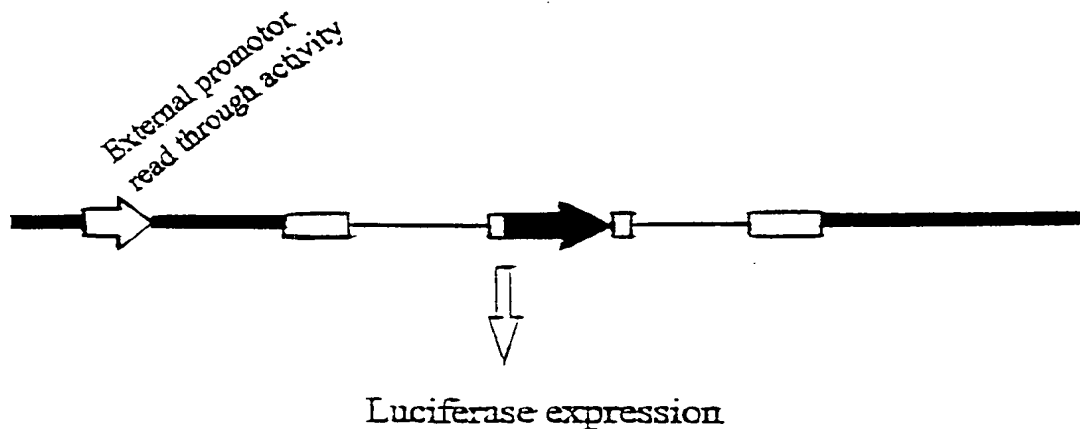 External promotor
read through activity
Luciferase expression